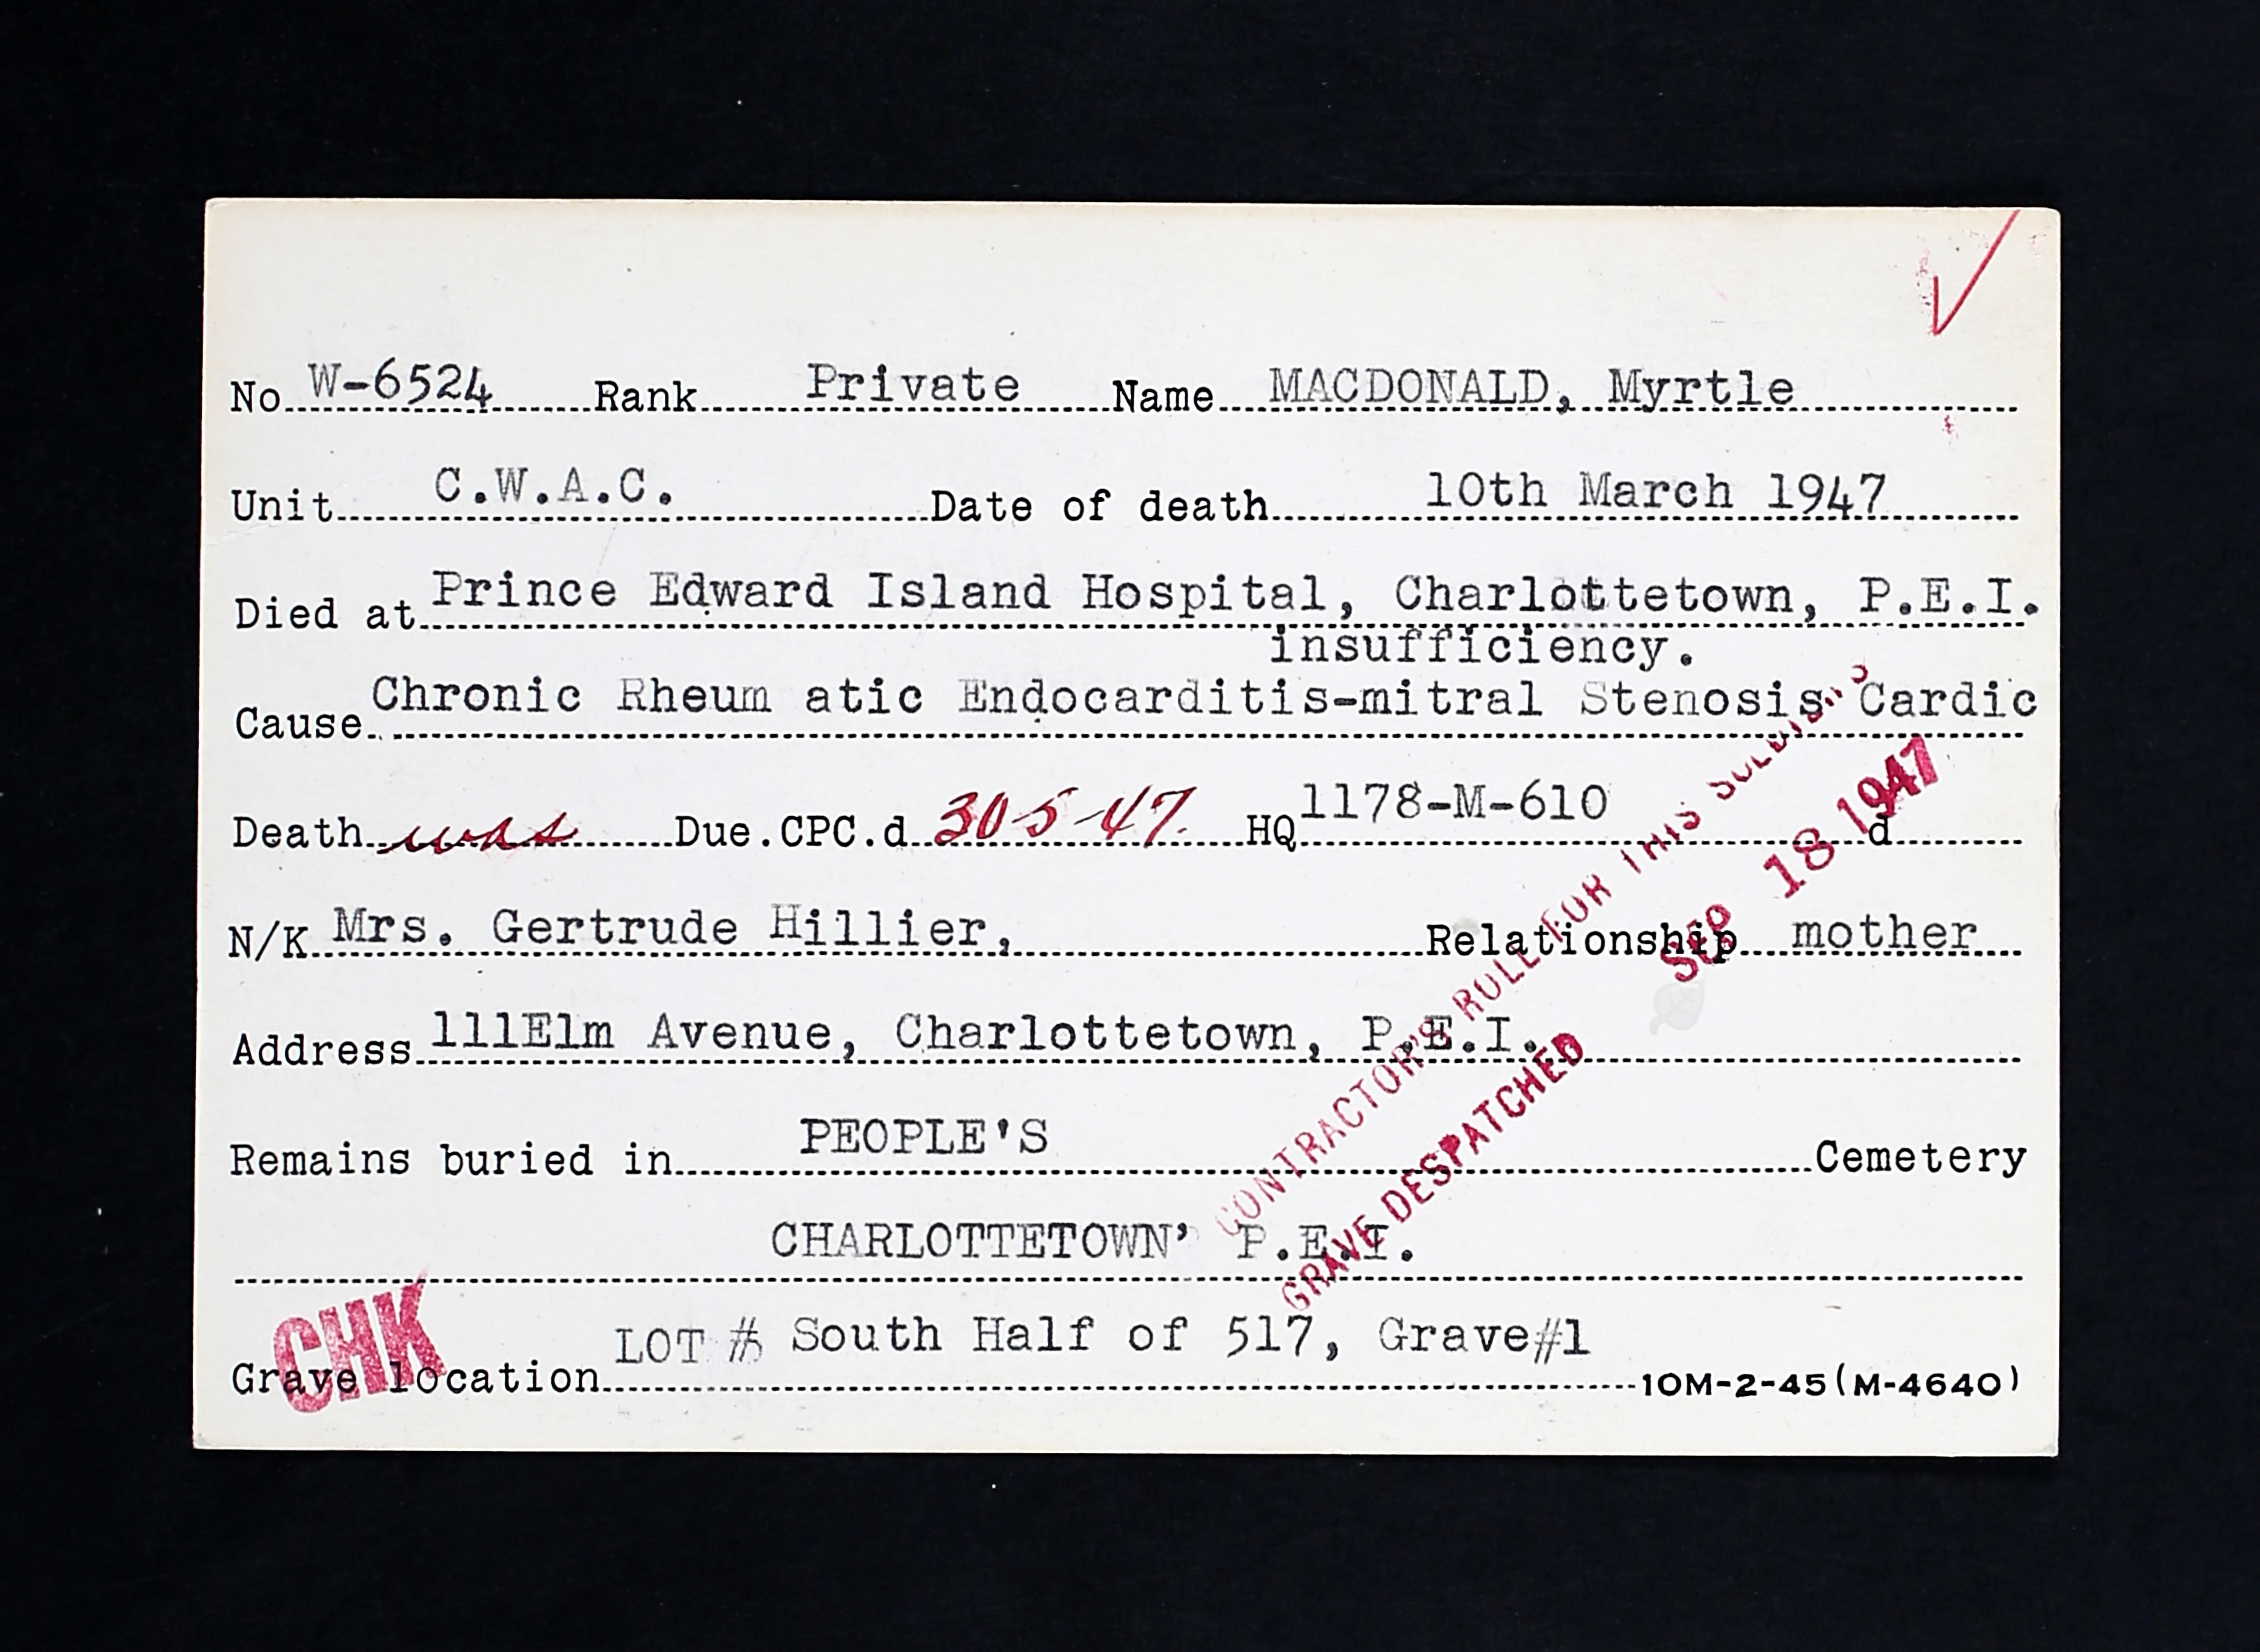 No W-6524 Rank Private Name MACDONALD, Myrtle
Unit C.W.A.C. Date of death 10th March 1947
Died at Prince Edward Island Hospital, Charlottetown, P.E.I.
insufficiency.
Cause Chronic Rheum atic Endocarditis-mitral Stenosis Cardic
Death was Due.CPC.d 30-5-47. HQ 1178-M-610 d
N/K Mrs. Gertrude Hillier, Relationship mother
Address 111Elm Avenue, Charlottetown, P.E.I.
Remains buried in PEOPLE'S Cemetery
CHARLOTTETOWN' P.E.I.
Grave location LOT # South Half of 517, Grave#1
10M-2-45(M-4640)
CONTRACTOR'S ROLL FOR THIS SOLDIER'S
GRAVE DESPATCHED SEP 18 1947
CHK